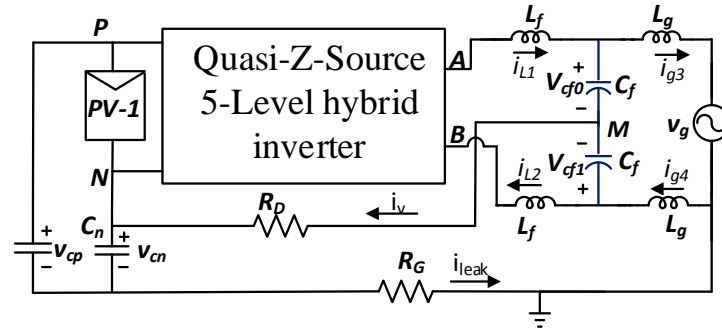 P
Quasi-Z-Source
5-Level hybrid
inverter
PV-1
N
A
B
L_f
L_g
i_L1
i_g3
+
V_cf0
C_f
−
M
v_g
−
V_cf1
C_f
+
i_L2
i_g4
L_f
L_g
R_D
i_v
C_n
+
v_cp
−
+
v_cn
−
R_G
i_leak